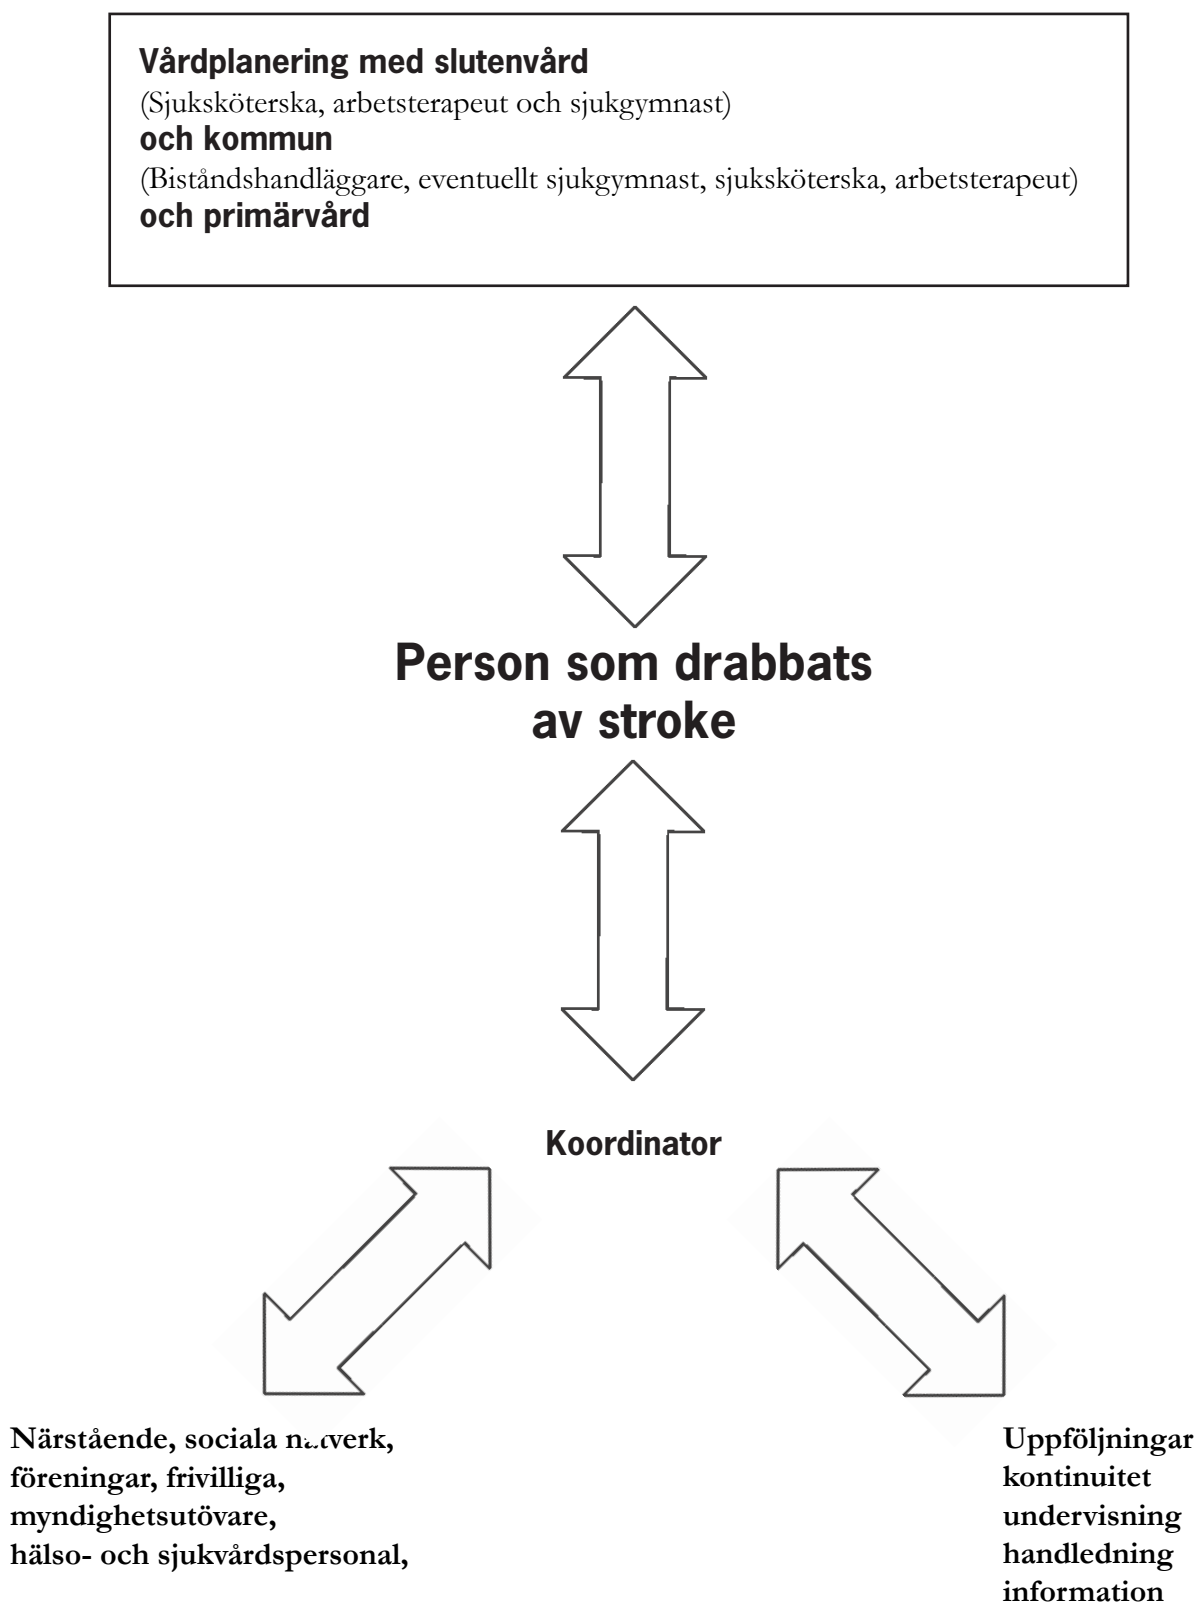 Vårdplanering med slutenvård
(Sjuksköterska, arbetsterapeut och sjukgymnast)
och kommun
(Biståndshandläggare, eventuellt sjukgymnast, sjuksköterska, arbetsterapeut)
och primärvård
Person som drabbats
av stroke
Koordinator
Närstående, sociala nätverk,
föreningar, frivilliga,
myndighetsutövare,
hälso- och sjukvårdspersonal,
Uppföljningar
kontinuitet
undervisning
handledning
information